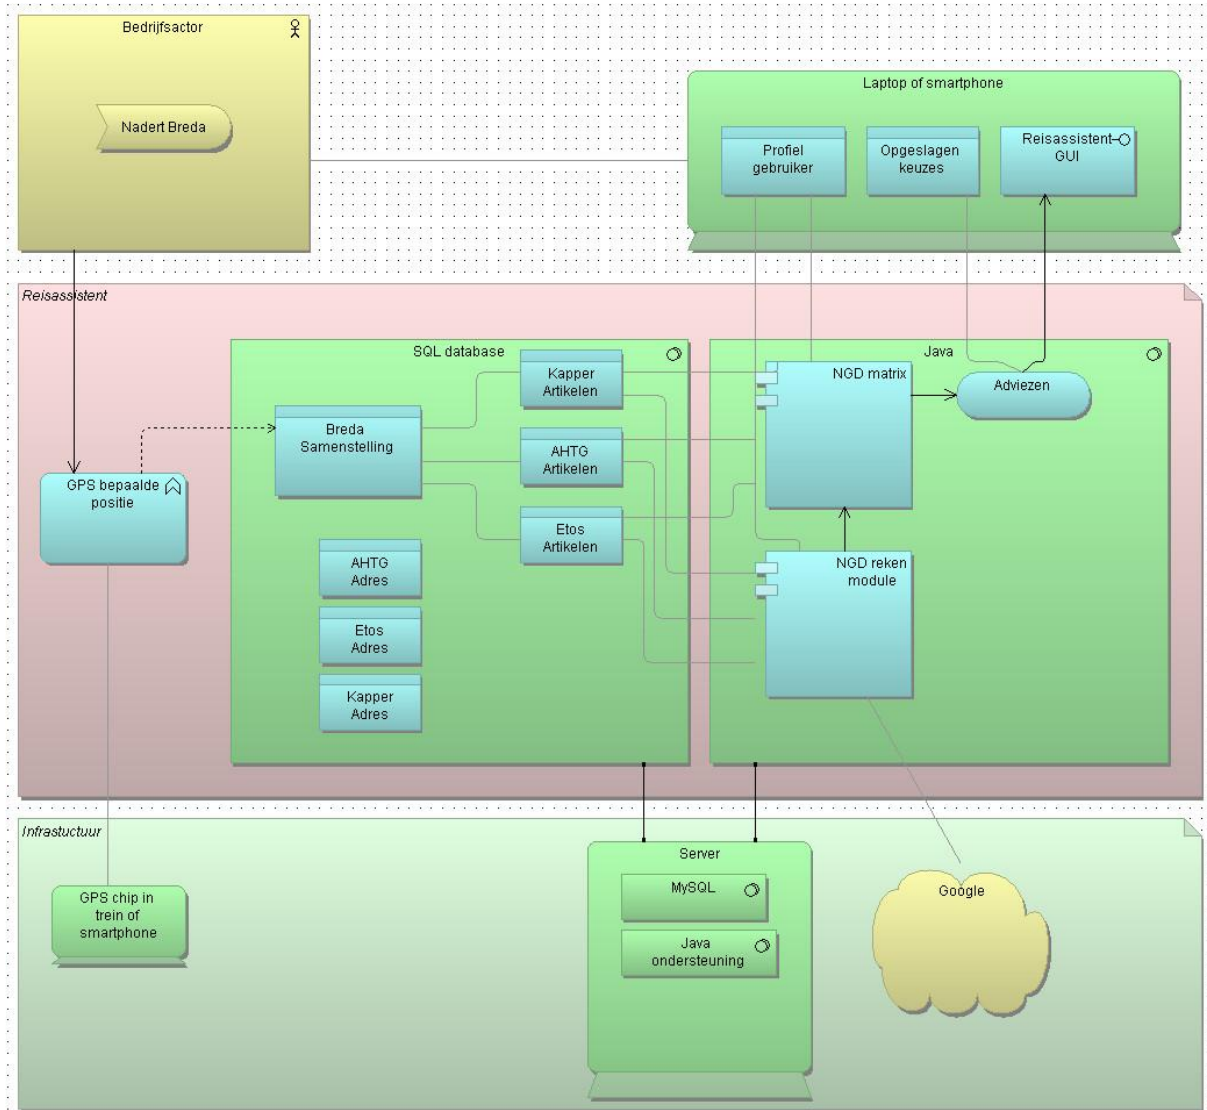 Bedrijfsactor
Nadert Breda
Laptop of smartphone
Profiel
gebruiker
Opgeslagen
keuzes
Reisassistent
GUI
Reisassistent
SQL database
Breda
Samenstelling
Kapper
Artikelen
AHTG
Artikelen
Etos
Artikelen
AHTG
Adres
Etos
Adres
Kapper
Adres
GPS bepaalde
positie
Java
NGD matrix
Adviezen
NGD reken
module
Infrastuctuur
GPS chip in
trein of
smartphone
Server
MySQL
Java
ondersteuning
Google